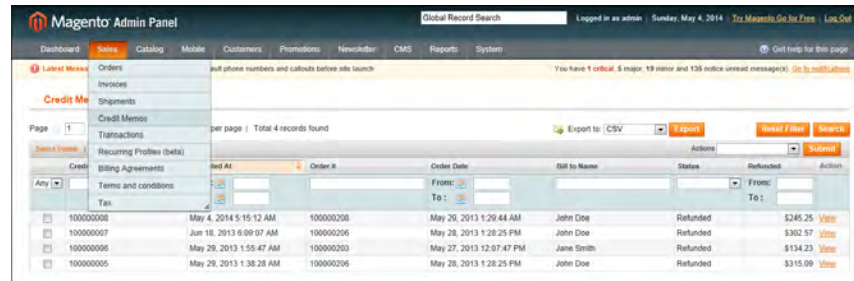 Magento Admin Panel
Global Record Search
Logged in as admin | Sunday, May 4, 2014 | Try Magento Go for Free | Log Out
Dashboard Sales Catalog Mobile Customers Promotions Newsletter CMS Reports System
Get help for this page
Latest Messa
ault phone numbers and callouts before site launch
You have 1 critical, 5 major, 19 minor and 135 notice unread message(s). Go to notifications
Orders
Invoices
Shipments
Credit Memos
Transactions
Recurring Profiles (beta)
Billing Agreements
Terms and conditions
Tax
Credit Me
Page 1
per page | Total 4 records found
Export to: CSV Export
Reset Filter Search
Actions Submit
Credi
ted At Order # Order Date Bill to Name Status Refunded Action
Any
From: From:
To: To:
100000008 May 4, 2014 5:15:12 AM 100000208 May 29, 2013 1:29:44 AM John Doe Refunded $245.25 View
100000007 Jun 18, 2013 6:09:07 AM 100000206 May 28, 2013 1:28:25 PM John Doe Refunded $302.57 View
100000006 May 29, 2013 1:55:47 AM 100000203 May 27, 2013 12:07:47 PM Jane Smith Refunded $134.23 View
100000005 May 29, 2013 1:38:28 AM 100000206 May 28, 2013 1:28:25 PM John Doe Refunded $315.09 View